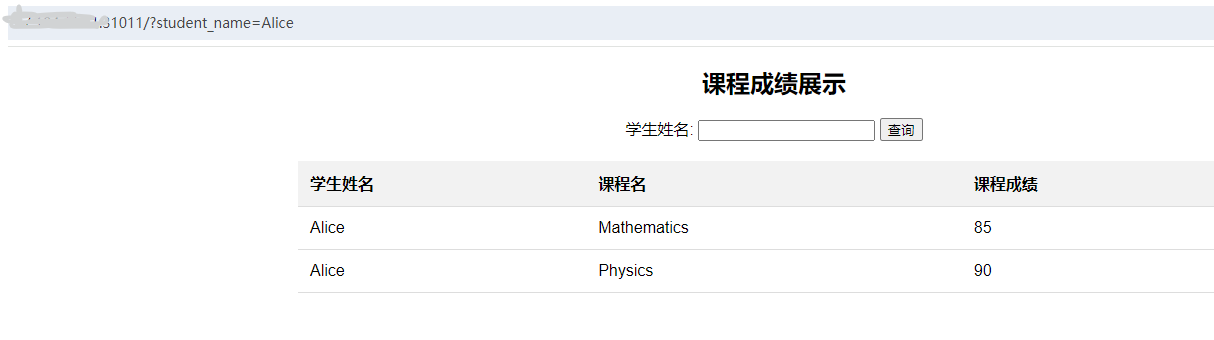 :31011/?student_name=Alice
课程成绩展示
学生姓名: 查询
学生姓名 课程名 课程成绩
Alice Mathematics 85
Alice Physics 90